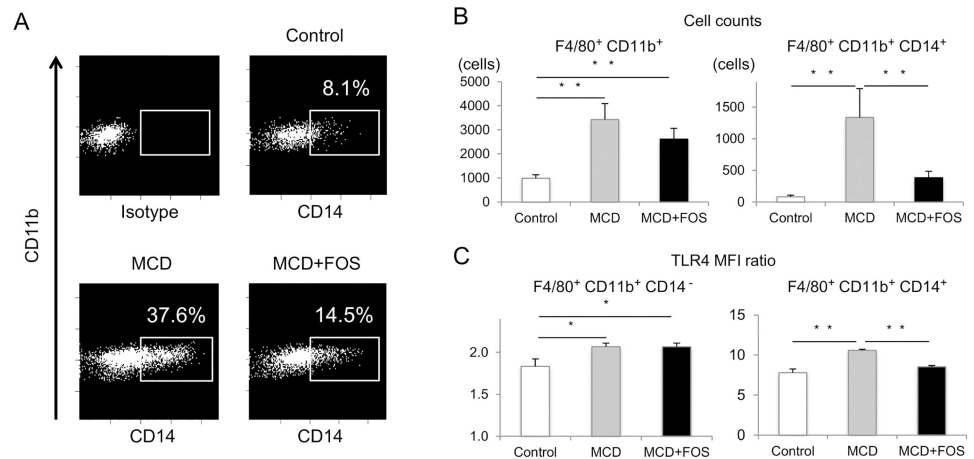 A
CD11b
Control
8.1%
Isotype
CD14
MCD
MCD+FOS
37.6%
14.5%
CD14
CD14
B
Cell counts
F4/80+ CD11b+
(cells)
* *
* *
5000
4000
3000
2000
1000
0
Control
MCD
MCD+FOS
F4/80+ CD11b+ CD14+
(cells)
* *
* *
1500
1000
500
0
Control
MCD
MCD+FOS
C
TLR4 MFI ratio
F4/80+ CD11b+ CD14-
*
*
2.0
1.5
1.0
Control
MCD
MCD+FOS
F4/80+ CD11b+ CD14+
15
* *
* *
10
5
0
Control
MCD
MCD+FOS